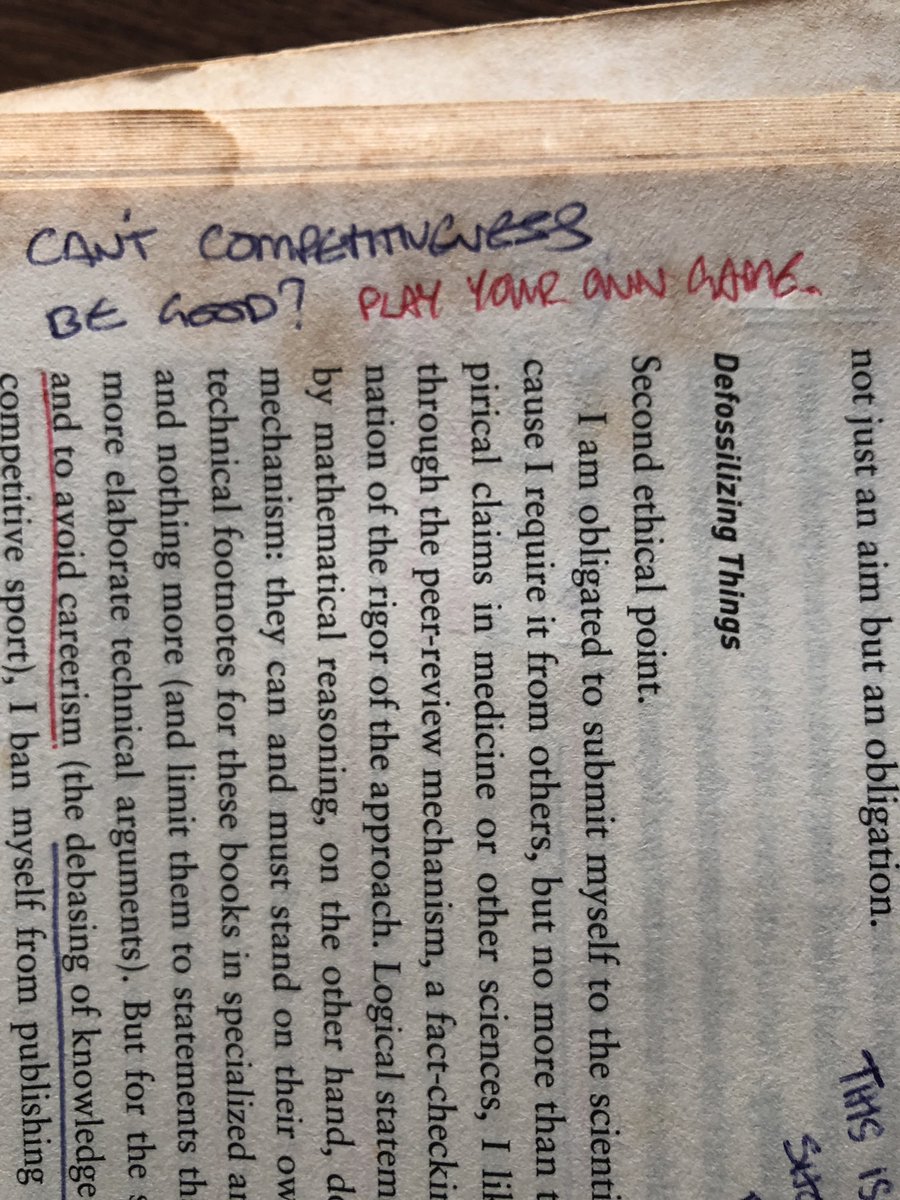 CAN'T COMPETITIVENESS
BE GOOD? PLAY YOUR OWN GAME.
not just an aim but an obligation.
Defossilizing Things
Second ethical point.
I am obligated to submit myself to the scienti
cause I require it from others, but no more than t
pirical claims in medicine or other sciences, I lik
through the peer-review mechanism, a fact-checkin
nation of the rigor of the approach. Logical statem
by mathematical reasoning, on the other hand, do
mechanism: they can and must stand on their ow
technical footnotes for these books in specialized an
and nothing more (and limit them to statements th
more elaborate technical arguments). But for the s
and to avoid careerism (the debasing of knowledge
competitive sport), I ban myself from publishing
THIS IS